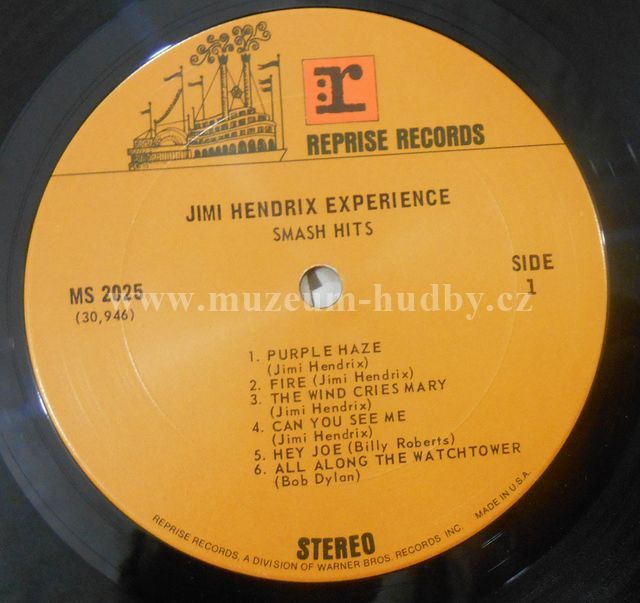 r
REPRISE RECORDS
JIMI HENDRIX EXPERIENCE
SMASH HITS
SIDE
1
MS 2025
(30,946)
www.muzeum-hudby.cz
1. PURPLE HAZE
(Jimi Hendrix)
2. FIRE (Jimi Hendrix)
3. THE WIND CRIES MARY
(Jimi Hendrix)
4. CAN YOU SEE ME
(Jimi Hendrix)
5. HEY JOE (Billy Roberts)
6. ALL ALONG THE WATCHTOWER
(Bob Dylan)
STEREO
REPRISE RECORDS, A DIVISION OF WARNER BROS. RECORDS INC. MADE IN U.S.A.